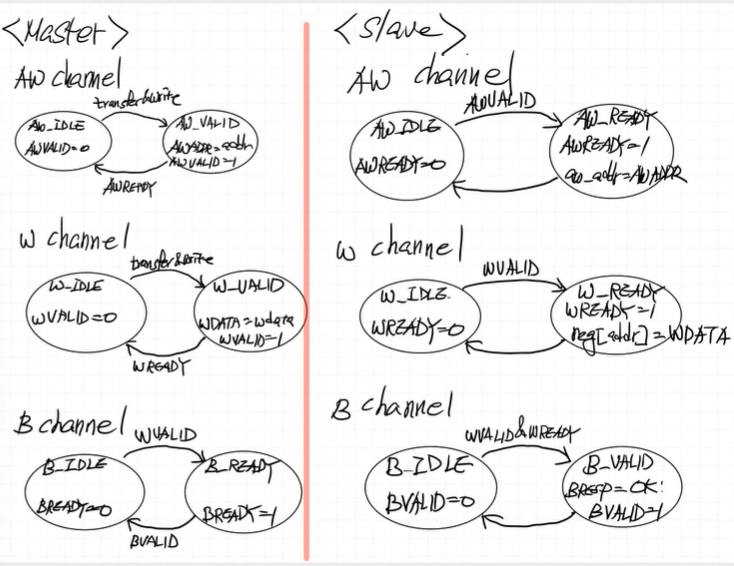 <Master>
AW channel
transfer&write
AW_IDLE
AWVALID=0
AW_VALID
AWADDR=addr
AWVALID=1
AWREADY
W channel
transfer&write
W_IDLE
WVALID=0
W_VALID
WDATA=wdata
WVALID=1
WREADY
B channel
WVALID
B_IDLE
BREADY=0
B_READY
BREADY=1
BVALID
<Slave>
AW channel
AWVALID
AW_IDLE
AWREADY=0
AW_READY
AWREADY=1
aw_addr=AWADDR
W channel
WVALID
W_IDLE.
WREADY=0
W_READY
WREADY=1
reg[addr]=WDATA
B channel
WVALID&WREADY
B_IDLE
BVALID=0
B_VALID
BRESP=OK:
BVALID=1